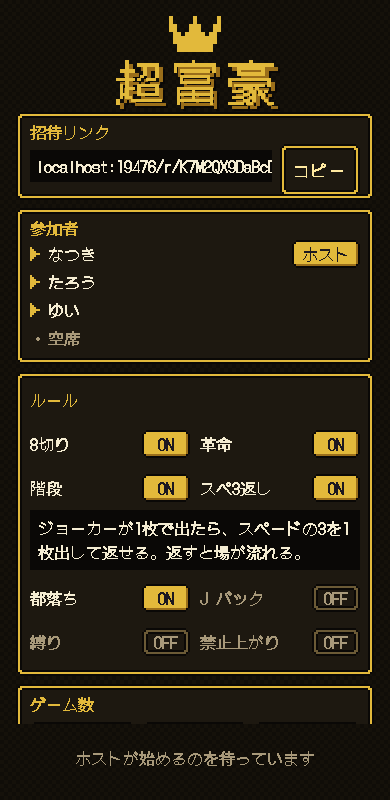 超富豪
招待リンク
localhost:19476/r/K7M2QX9DaBcD
コピー
参加者
なつき ホスト
たろう
ゆい
・空席
ルール
8切り ON 革命 ON
階段 ON スペ3返し ON
ジョーカーが1枚で出たら、スペードの3を1
枚出して返せる。返すと場が流れる。
都落ち ON Jバック OFF
縛り OFF 禁止上がり OFF
ゲーム数
ホストが始めるのを待っています